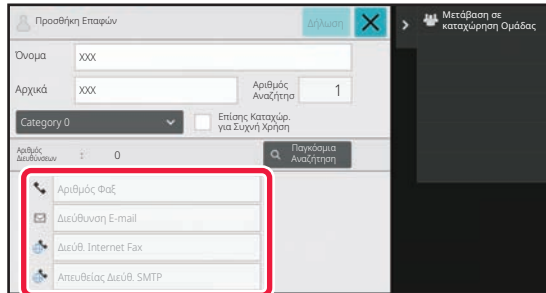 Προσθήκη Επαφών
Δήλωση
Μετάβαση σε
καταχώρηση Ομάδας
Όνομα
XXX
Αρχικά
XXX
Αριθμός
Αναζήτησ
1
Category 0
Επίσης Καταχώρ.
για Συχνή Χρήση
Αριθμός
Διευθύνσεων
:
0
Παγκόσμια
Αναζήτηση
Αριθμός Φαξ
Διεύθυνση E-mail
Διεύθ. Internet Fax
Απευθείας Διεύθ. SMTP